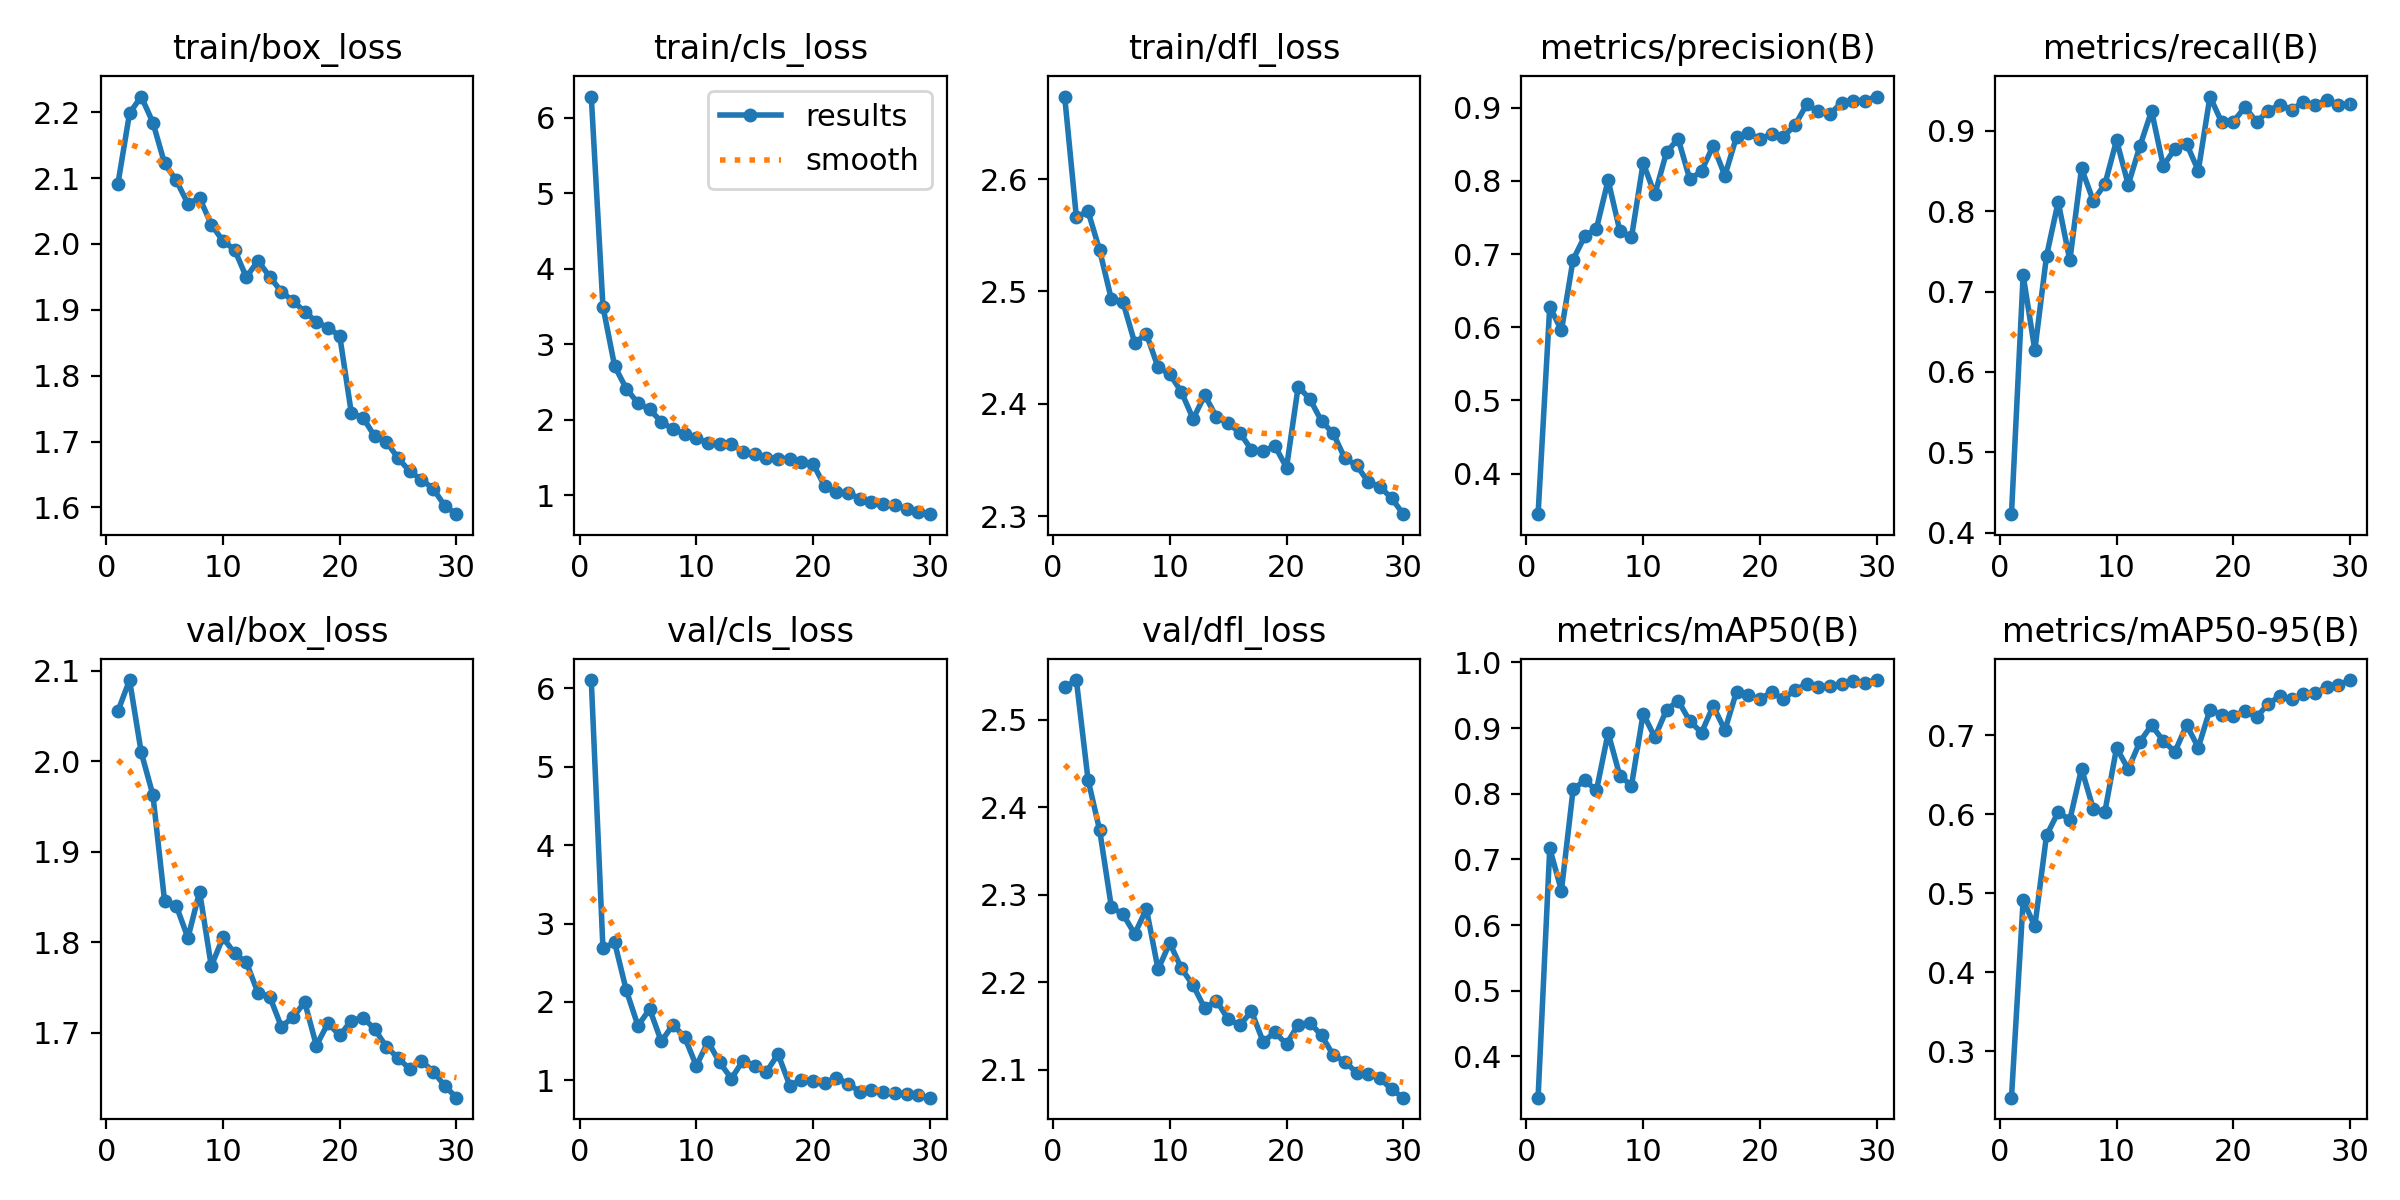 train/box_loss
2.2
2.1
2.0
1.9
1.8
1.7
1.6
0 10 20 30
train/cls_loss
results
smooth
6
5
4
3
2
1
0 10 20 30
train/dfl_loss
2.6
2.5
2.4
2.3
0 10 20 30
metrics/precision(B)
0.9
0.8
0.7
0.6
0.5
0.4
0 10 20 30
metrics/recall(B)
0.9
0.8
0.7
0.6
0.5
0.4
0 10 20 30
val/box_loss
2.1
2.0
1.9
1.8
1.7
0 10 20 30
val/cls_loss
6
5
4
3
2
1
0 10 20 30
val/dfl_loss
2.5
2.4
2.3
2.2
2.1
0 10 20 30
metrics/mAP50(B)
1.0
0.9
0.8
0.7
0.6
0.5
0.4
0 10 20 30
metrics/mAP50-95(B)
0.7
0.6
0.5
0.4
0.3
0 10 20 30